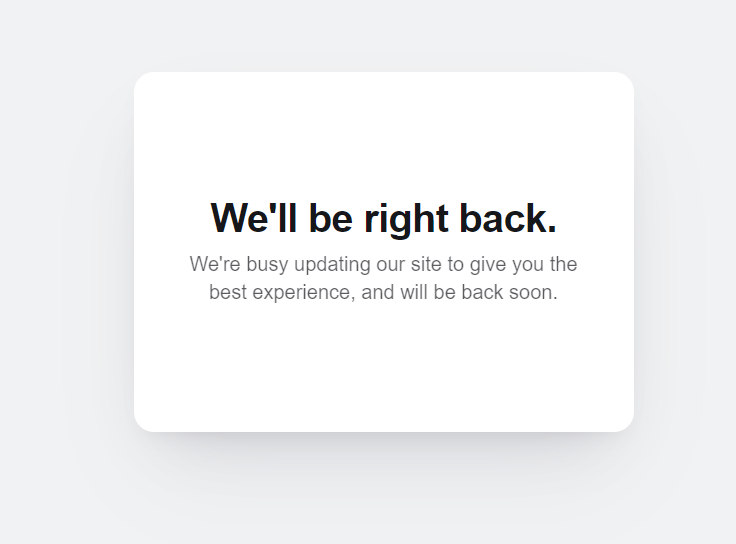 We'll be right back.
We're busy updating our site to give you the
best experience, and will be back soon.